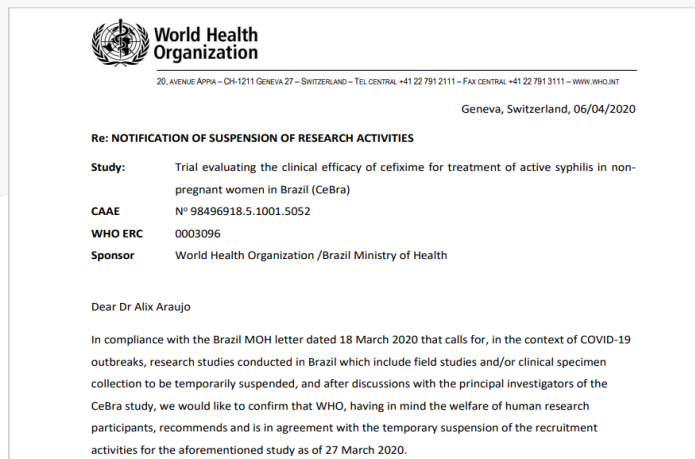 World Health
Organization
20, AVENUE APPIA – CH-1211 GENEVA 27 – SWITZERLAND – TEL CENTRAL +41 22 791 2111 – FAX CENTRAL +41 22 791 3111 – WWW.WHO.INT
Geneva, Switzerland, 06/04/2020
Re: NOTIFICATION OF SUSPENSION OF RESEARCH ACTIVITIES
Study: Trial evaluating the clinical efficacy of cefixime for treatment of active syphilis in non-
pregnant women in Brazil (CeBra)
CAAE Nº 98496918.5.1001.5052
WHO ERC 0003096
Sponsor World Health Organization /Brazil Ministry of Health
Dear Dr Alix Araujo
In compliance with the Brazil MOH letter dated 18 March 2020 that calls for, in the context of COVID-19
outbreaks, research studies conducted in Brazil which include field studies and/or clinical specimen
collection to be temporarily suspended, and after discussions with the principal investigators of the
CeBra study, we would like to confirm that WHO, having in mind the welfare of human research
participants, recommends and is in agreement with the temporary suspension of the recruitment
activities for the aforementioned study as of 27 March 2020.